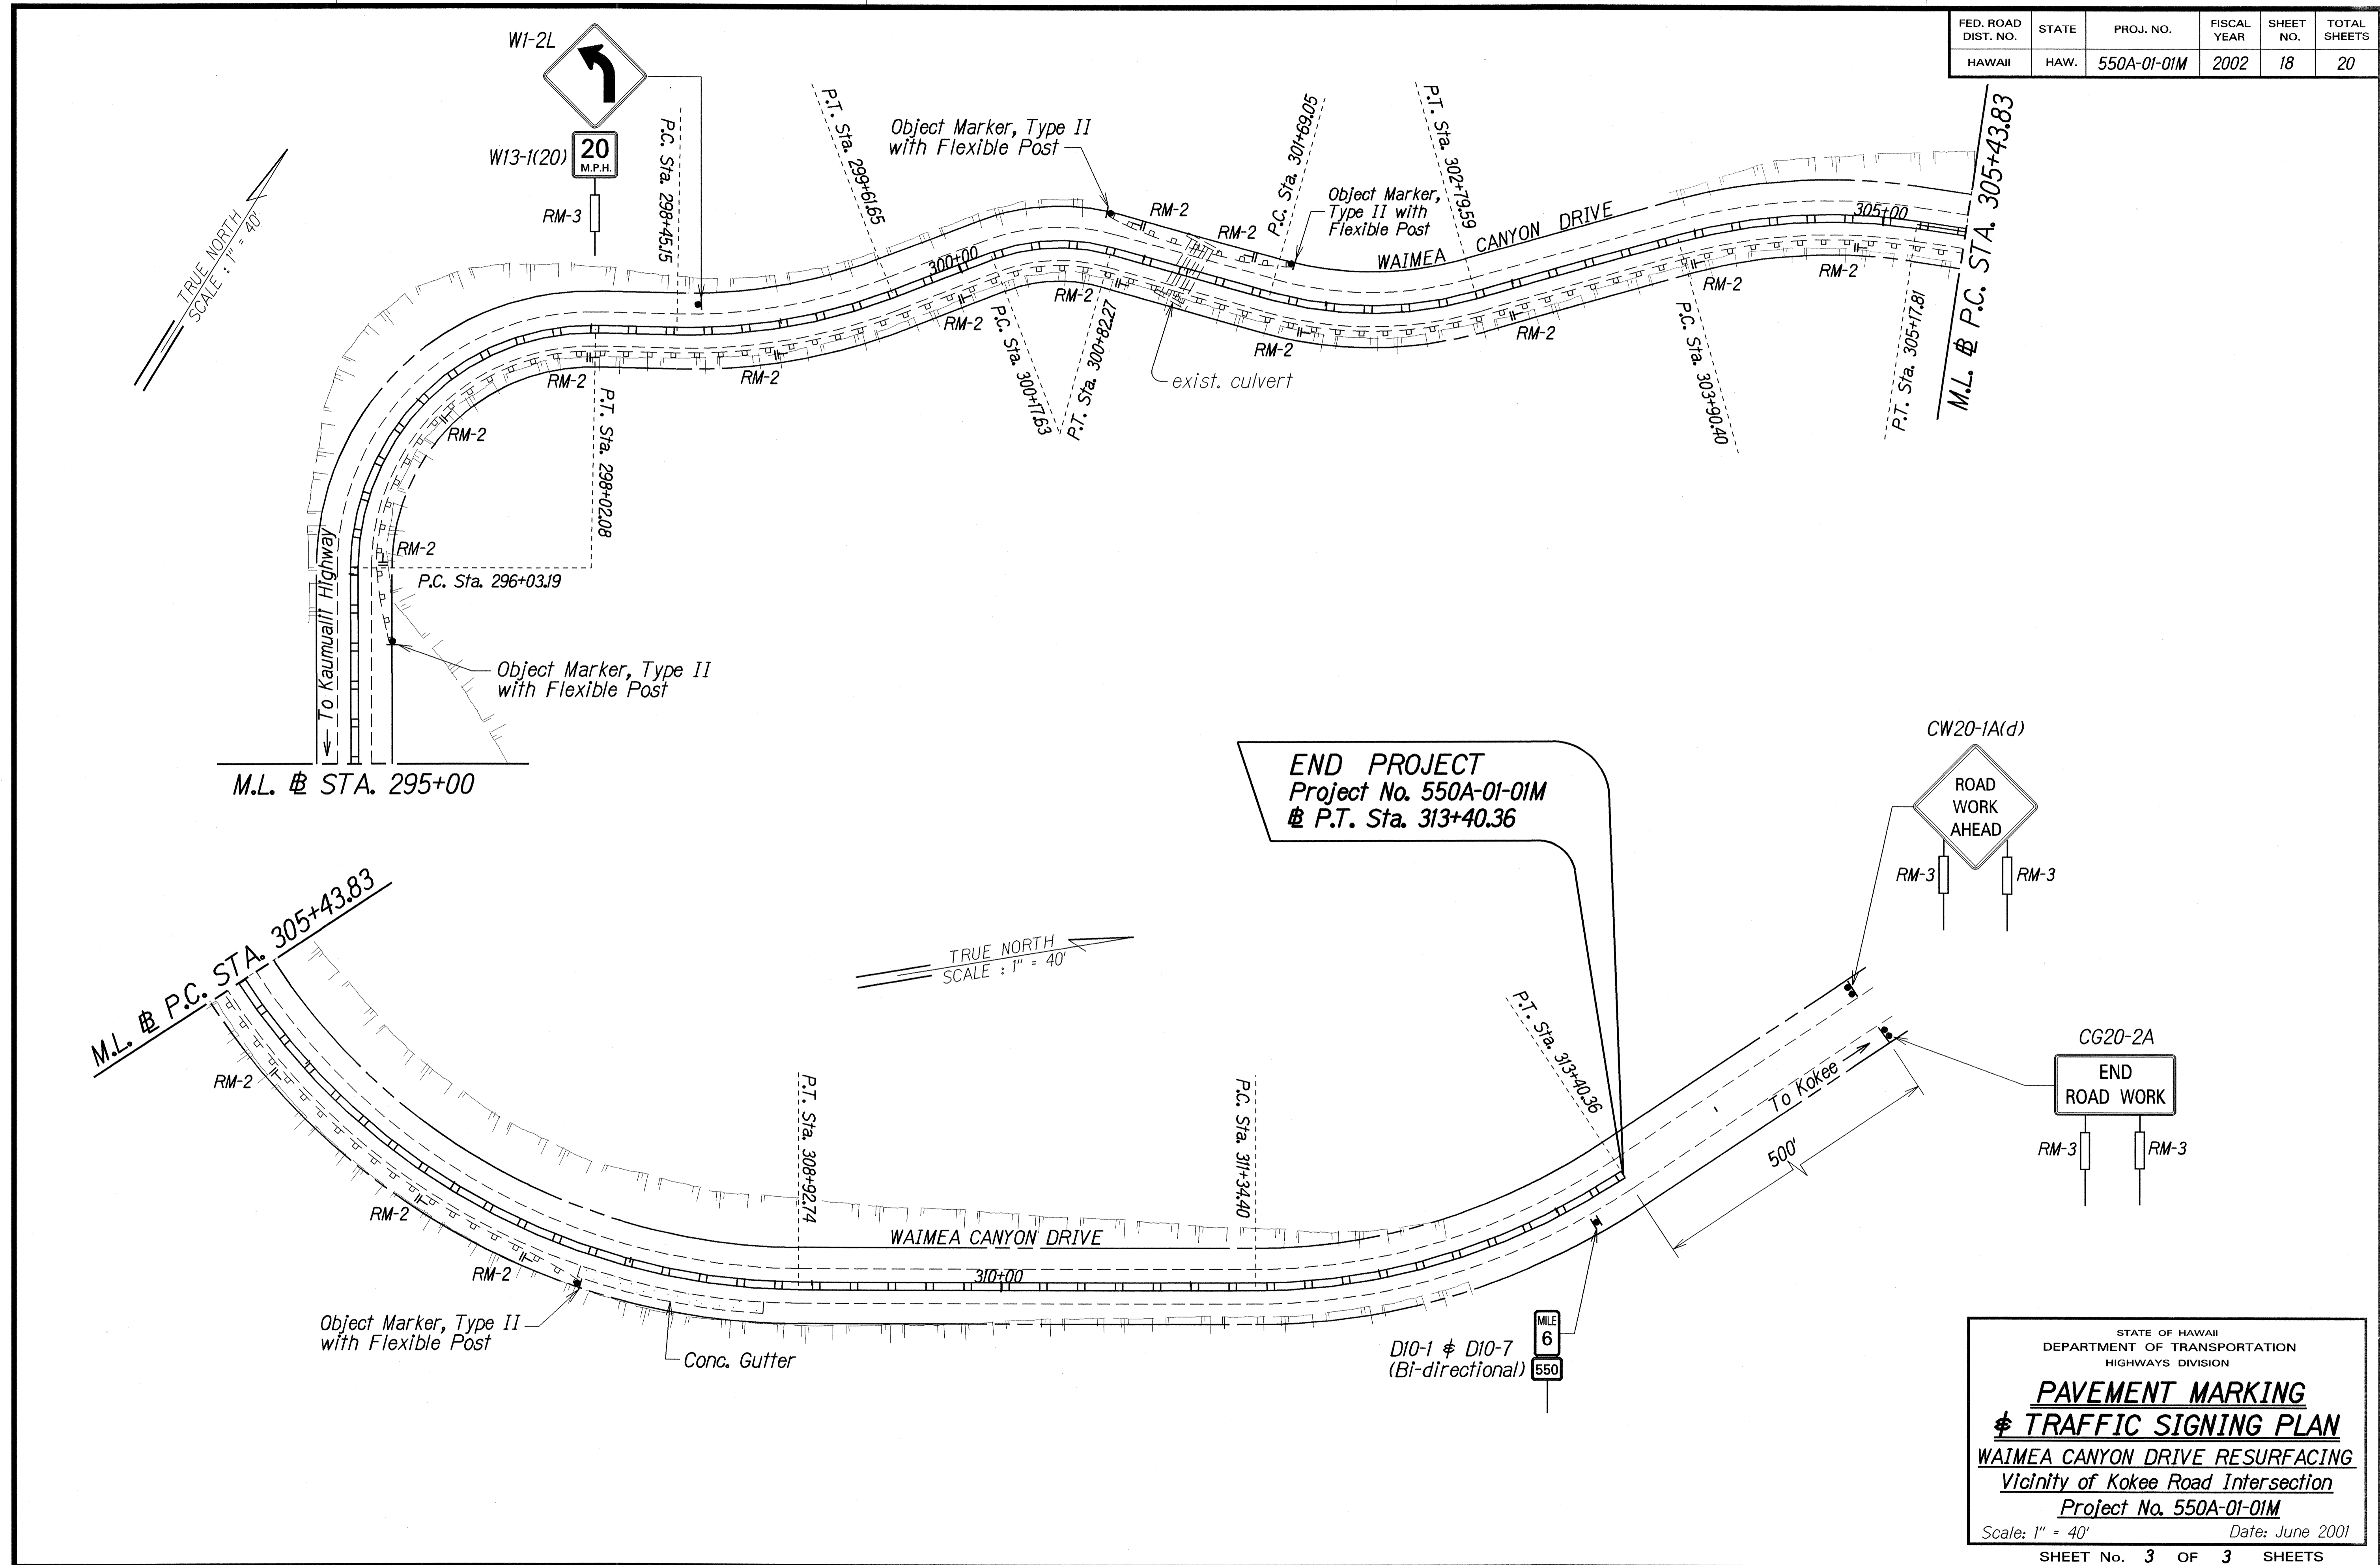 FED. ROAD DIST. NO. STATE PROJ. NO. FISCAL YEAR SHEET NO. TOTAL SHEETS
HAWAII HAW. 550A-01-01M 2002 18 20
W1-2L
W13-1(20)
20
M.P.H.
RM-3
TRUE NORTH
SCALE : 1" = 40'
P.C. Sta. 298+45.15
P.T. Sta. 299+61.65
Object Marker, Type II
with Flexible Post
RM-2
RM-2
P.C. Sta. 301+69.05
Object Marker,
Type II with
Flexible Post
P.T. Sta. 302+79.59
WAIMEA CANYON DRIVE
300+00
305+00
M.L. BL P.C. STA. 305+43.83
RM-2
RM-2
RM-2
RM-2
RM-2
RM-2
RM-2
RM-2
RM-2
RM-2
P.T. Sta. 298+02.08
P.C. Sta. 300+17.63
P.T. Sta. 300+82.27
exist. culvert
P.C. Sta. 303+90.40
P.T. Sta. 305+17.81
P.C. Sta. 296+03.19
To Kaumualii Highway
Object Marker, Type II
with Flexible Post
M.L. BL STA. 295+00
END PROJECT
Project No. 550A-01-01M
BL P.T. Sta. 313+40.36
CW20-1A(d)
ROAD
WORK
AHEAD
RM-3
RM-3
M.L. BL P.C. STA. 305+43.83
TRUE NORTH
SCALE : 1" = 40'
P.T. Sta. 308+92.74
P.C. Sta. 311+34.40
P.T. Sta. 313+40.36
To Kokee
500'
CG20-2A
END
ROAD WORK
RM-3
RM-3
RM-2
RM-2
RM-2
WAIMEA CANYON DRIVE
310+00
Object Marker, Type II
with Flexible Post
Conc. Gutter
D10-1 & D10-7
(Bi-directional)
MILE
6
550
STATE OF HAWAII
DEPARTMENT OF TRANSPORTATION
HIGHWAYS DIVISION
PAVEMENT MARKING
& TRAFFIC SIGNING PLAN
WAIMEA CANYON DRIVE RESURFACING
Vicinity of Kokee Road Intersection
Project No. 550A-01-01M
Scale: 1" = 40' Date: June 2001
SHEET No. 3 OF 3 SHEETS